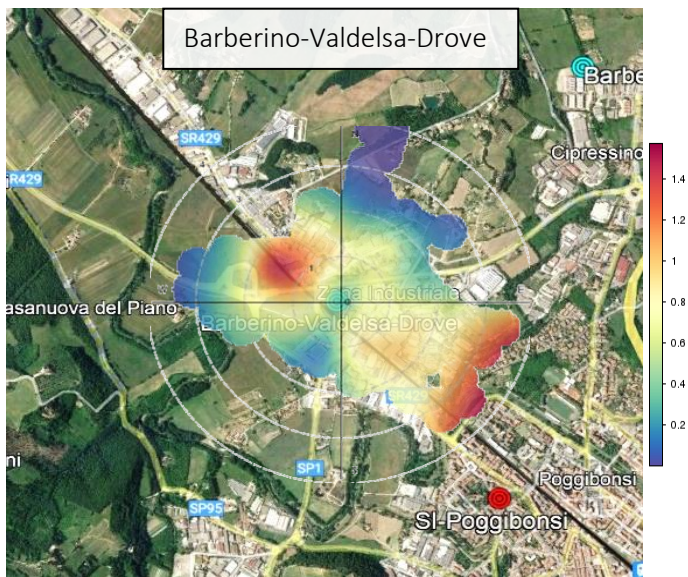 Barberino-Valdelsa-Drove
Barbe
SR429
Cipressino
R429
1.4
1.2
1
0.8
0.6
0.4
0.2
Zona Industriale
asanuova del Piano
Barberino-Valdelsa-Drove
SR429
SP1
Poggibonsi
ni
SP95
SI-Poggibonsi